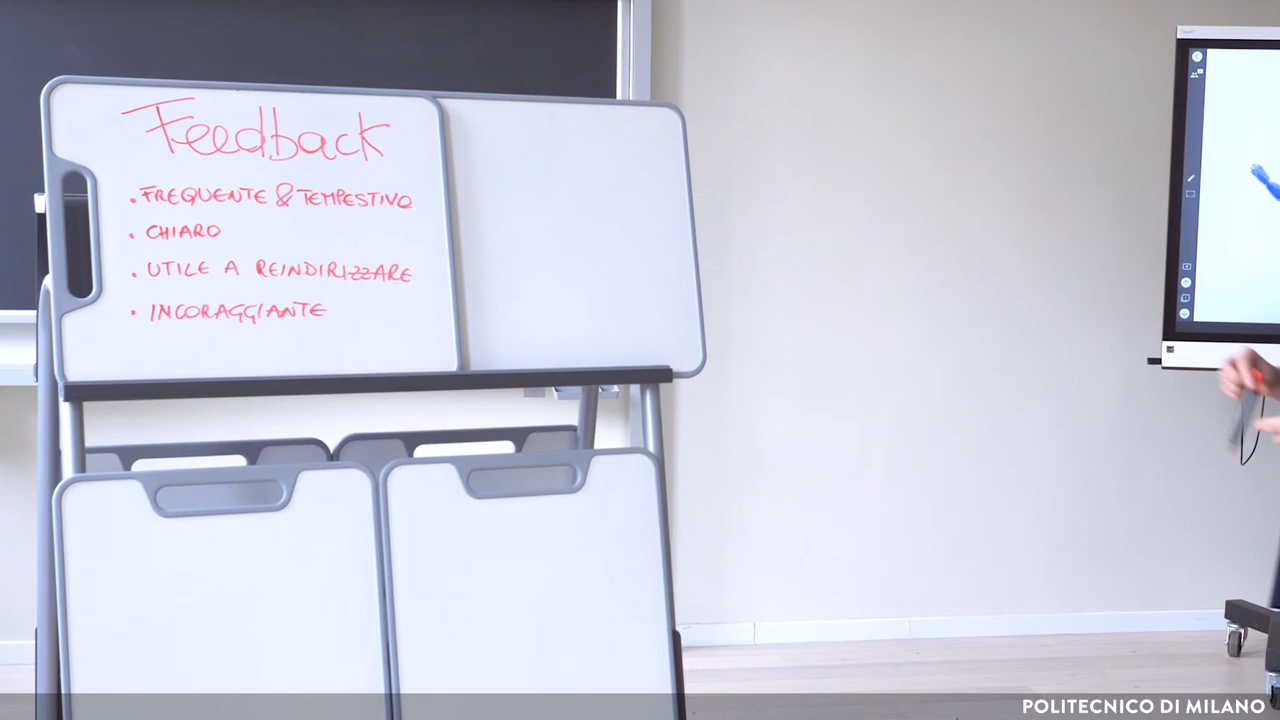 Feedback
. FREQUENTE & TEMPESTIVO
. CHIARO
. UTILE A REINDIRIZZARE
. INCORAGGIANTE
POLITECNICO DI MILANO